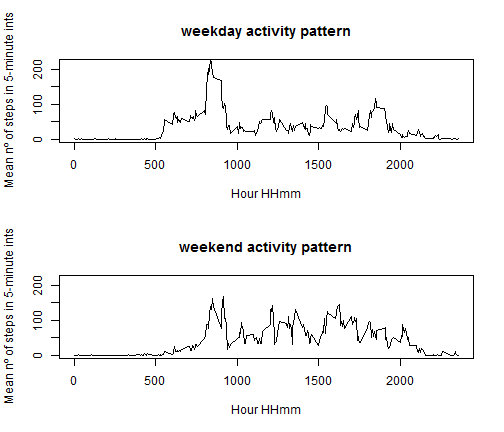 weekday activity pattern
Mean nº of steps in 5-minute ints
200
100
0
0 500 1000 1500 2000
Hour HHmm
weekend activity pattern
Mean nº of steps in 5-minute ints
200
100
0
0 500 1000 1500 2000
Hour HHmm